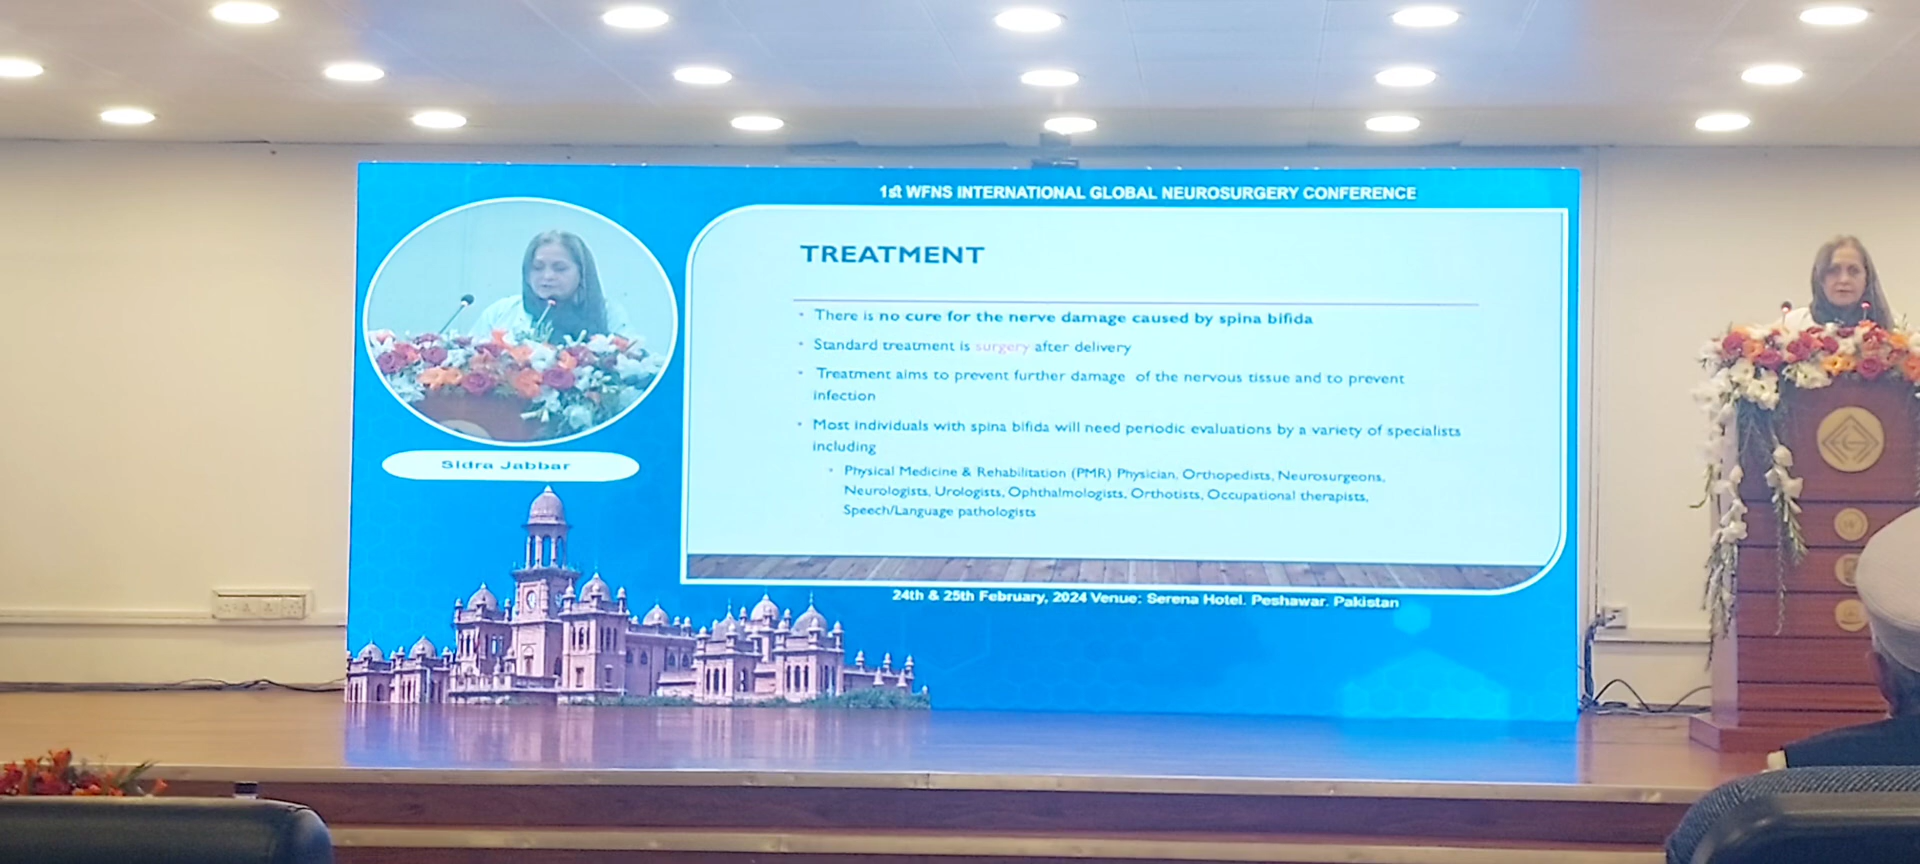 1st WFNS INTERNATIONAL GLOBAL NEUROSURGERY CONFERENCE
TREATMENT
• There is no cure for the nerve damage caused by spina bifida
• Standard treatment is surgery after delivery
• Treatment aims to prevent further damage of the nervous tissue and to prevent
infection
• Most individuals with spina bifida will need periodic evaluations by a variety of specialists
including
• Physical Medicine & Rehabilitation (PMR) Physician, Orthopedists, Neurosurgeons,
Neurologists, Urologists, Ophthalmologists, Orthotists, Occupational therapists,
Speech/Language pathologists
Sidra Jabbar
24th & 25th February, 2024 Venue: Serena Hotel. Peshawar. Pakistan